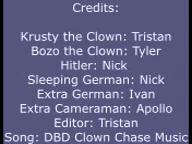 Credits:
Krusty the Clown: Tristan
Bozo the Clown: Tyler
Hitler: Nick
Sleeping German: Nick
Extra German: Ivan
Extra Cameraman: Apollo
Editor: Tristan
Song: DBD Clown Chase Music